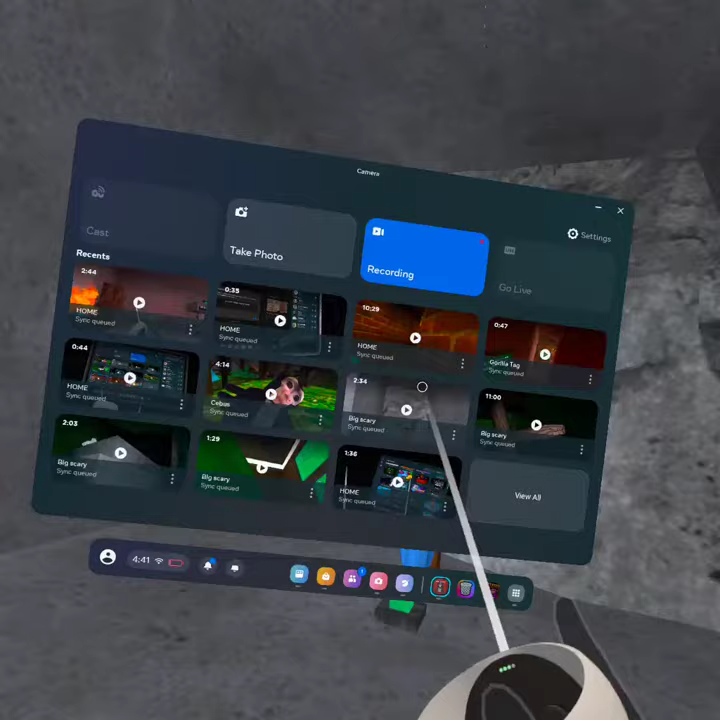 Camera
Settings
Cast
Take Photo
Recording
Go Live
Recents
2:44
HOME
Sync queued
0:35
HOME
Sync queued
10:29
HOME
Sync queued
0:47
Gorilla Tag
Sync queued
0:44
HOME
Sync queued
4:14
Cebus
Sync queued
2:34
Big scary
Sync queued
11:00
Big scary
Sync queued
2:03
Big scary
Sync queued
1:29
Big scary
Sync queued
1:36
HOME
Sync queued
View All
4:41